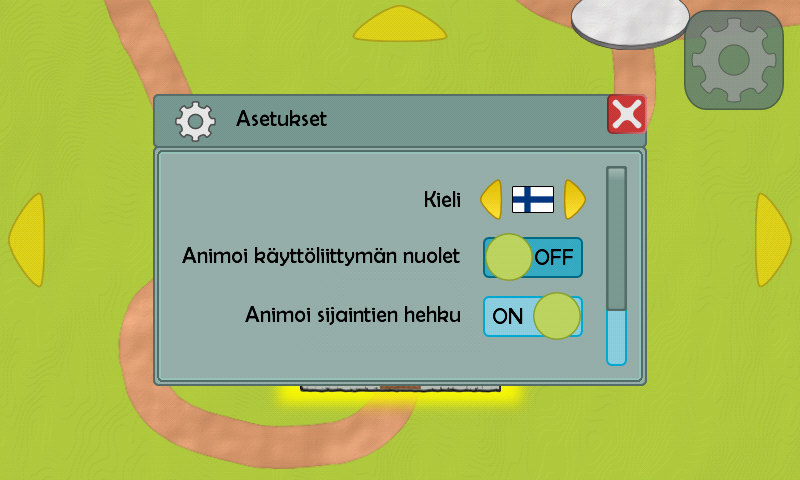 Asetukset
Kieli
Animoi käyttöliittymän nuolet OFF
Animoi sijaintien hehku ON